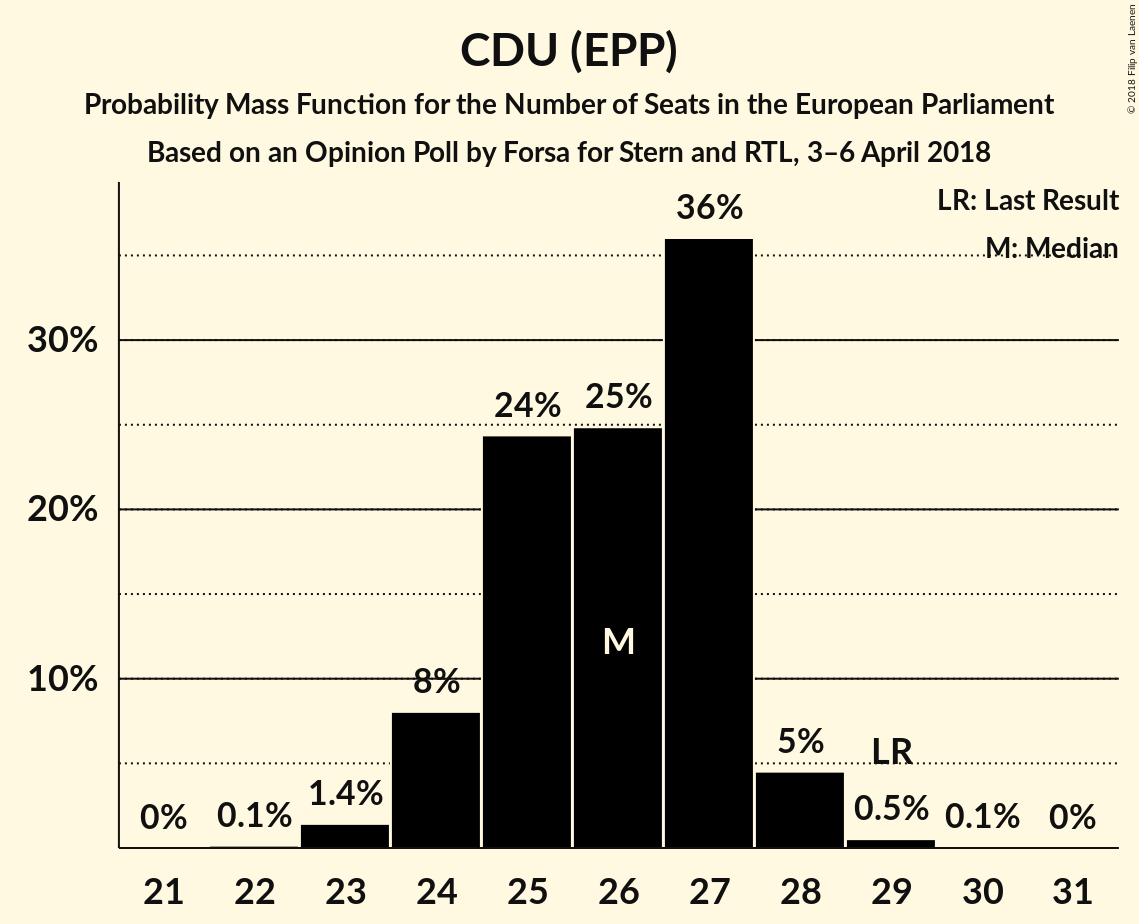 CDU (EPP)
Probability Mass Function for the Number of Seats in the European Parliament
Based on an Opinion Poll by Forsa for Stern and RTL, 3–6 April 2018
© 2018 Filip van Laenen
LR: Last Result
M: Median
30%
20%
10%
0%
0.1%
1.4%
8%
24%
25%
36%
5%
0.5%
0.1%
0%
M
LR
21 22 23 24 25 26 27 28 29 30 31